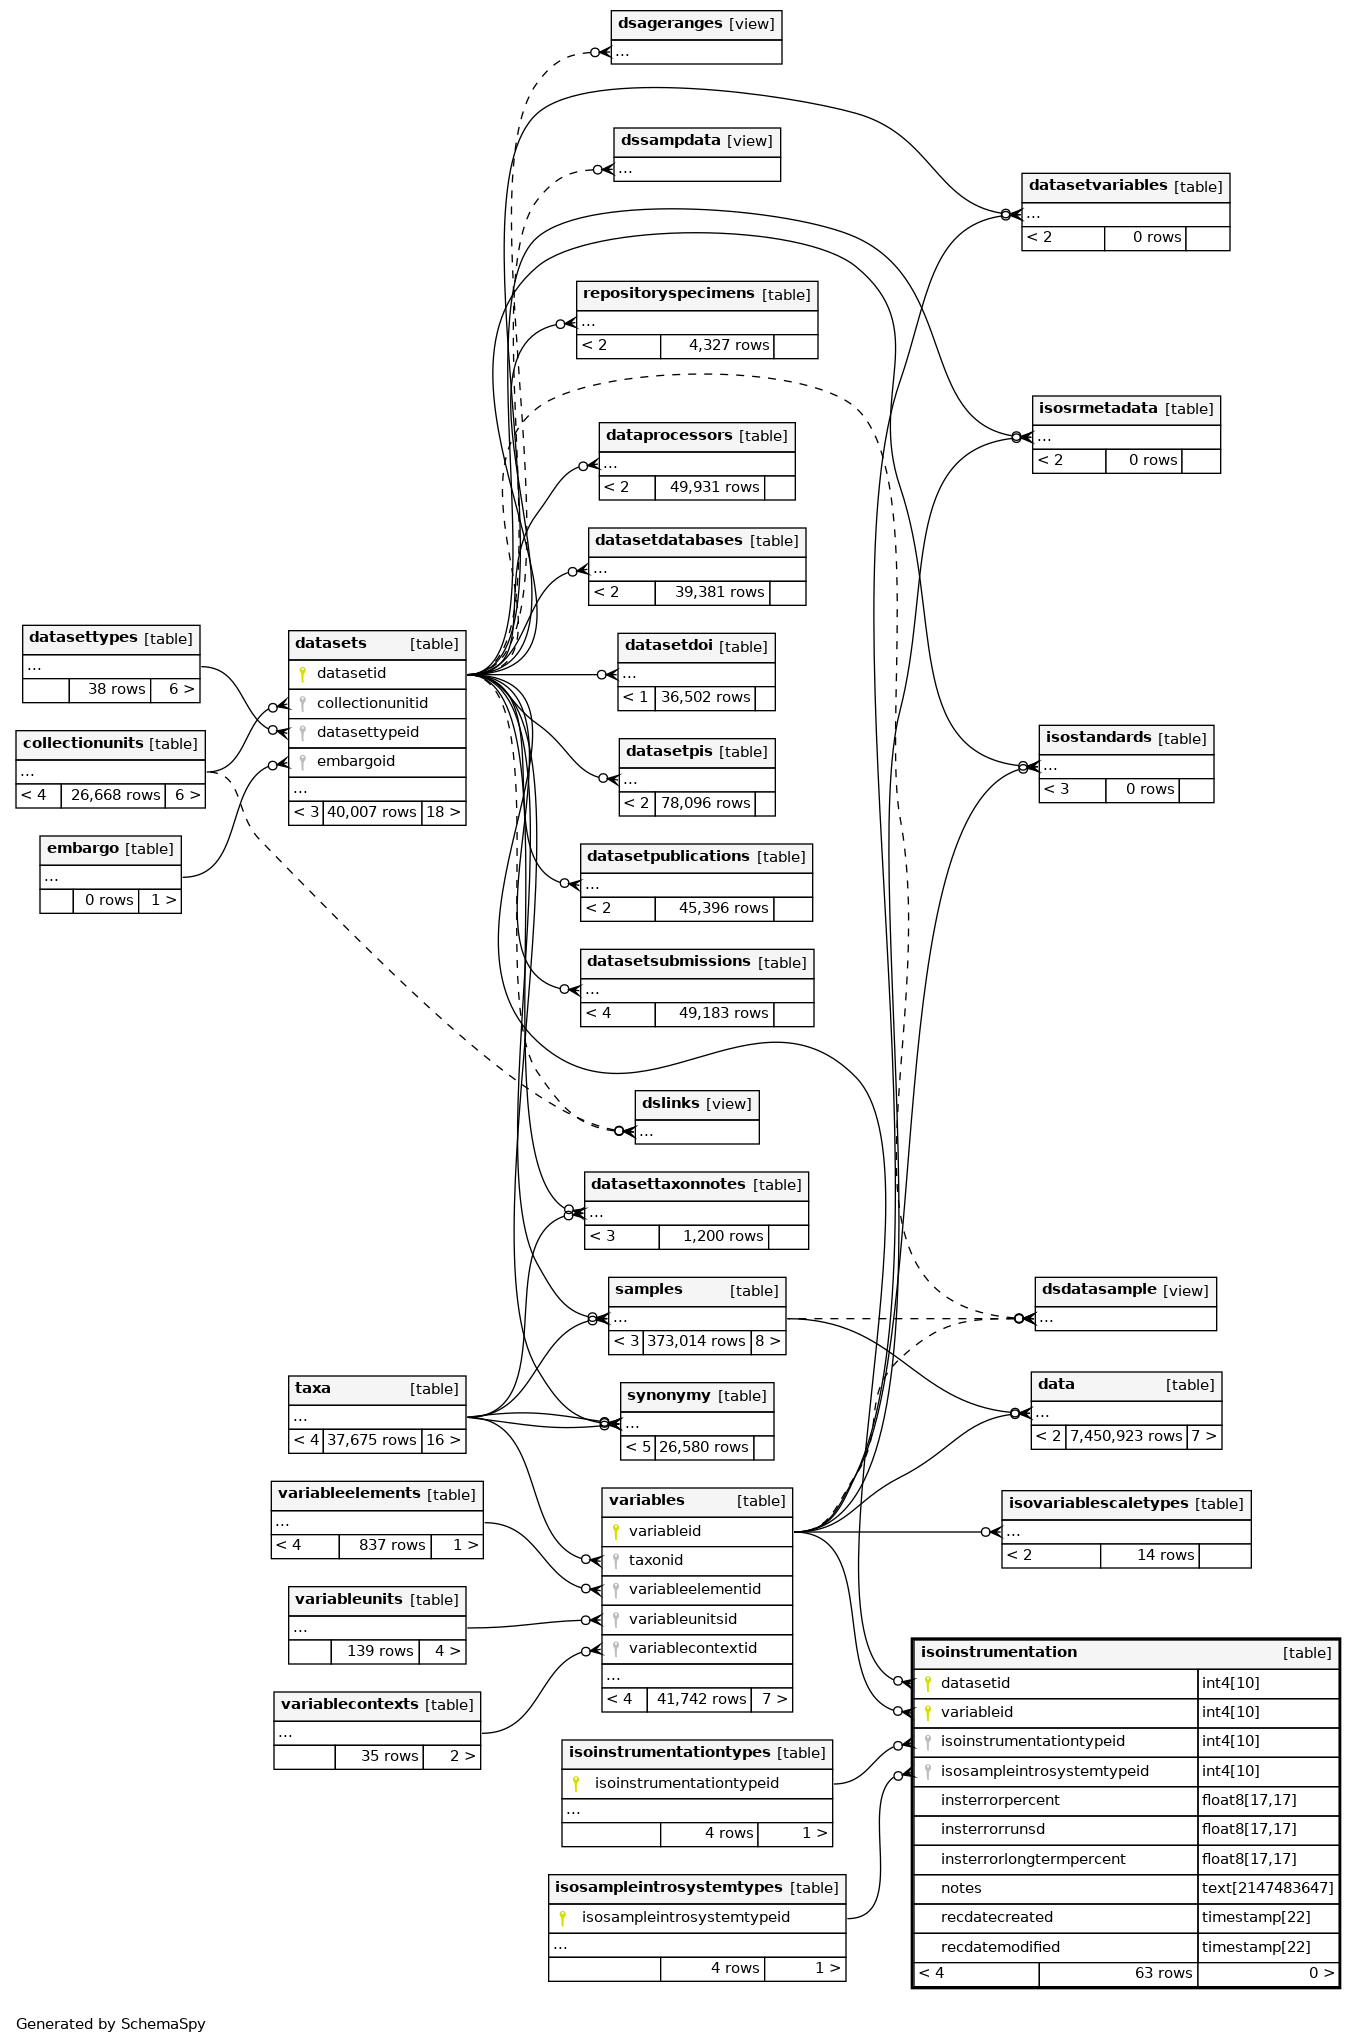 dsageranges [view]
...
dssampdata [view]
...
datasetvariables [table]
...
< 2 0 rows
repositoryspecimens [table]
...
< 2 4,327 rows
isosrmetadata [table]
...
< 2 0 rows
dataprocessors [table]
...
< 2 49,931 rows
datasetdatabases [table]
...
< 2 39,381 rows
datasettypes [table]
...
38 rows 6 >
collectionunits [table]
...
< 4 26,668 rows 6 >
embargo [table]
...
0 rows 1 >
datasets [table]
datasetid
collectionunitid
datasettypeid
embargoid
...
< 3 40,007 rows 18 >
datasetdoi [table]
...
< 1 36,502 rows
datasetpis [table]
...
< 2 78,096 rows
isostandards [table]
...
< 3 0 rows
datasetpublications [table]
...
< 2 45,396 rows
datasetsubmissions [table]
...
< 4 49,183 rows
dslinks [view]
...
datasettaxonnotes [table]
...
< 3 1,200 rows
samples [table]
...
< 3 373,014 rows 8 >
dsdatasample [view]
...
taxa [table]
...
< 4 37,675 rows 16 >
synonymy [table]
...
< 5 26,580 rows
data [table]
...
< 2 7,450,923 rows 7 >
variableelements [table]
...
< 4 837 rows 1 >
variableunits [table]
...
139 rows 4 >
variablecontexts [table]
...
35 rows 2 >
variables [table]
variableid
taxonid
variableelementid
variableunitsid
variablecontextid
...
< 4 41,742 rows 7 >
isovariablescaletypes [table]
...
< 2 14 rows
isoinstrumentationtypes [table]
isoinstrumentationtypeid
...
4 rows 1 >
isosampleintrosystemtypes [table]
isosampleintrosystemtypeid
...
4 rows 1 >
isoinstrumentation [table]
datasetid int4[10]
variableid int4[10]
isoinstrumentationtypeid int4[10]
isosampleintrosystemtypeid int4[10]
insterrorpercent float8[17,17]
insterrorrunsd float8[17,17]
insterrorlongtermpercent float8[17,17]
notes text[2147483647]
recdatecreated timestamp[22]
recdatemodified timestamp[22]
< 4 63 rows 0 >
Generated by SchemaSpy